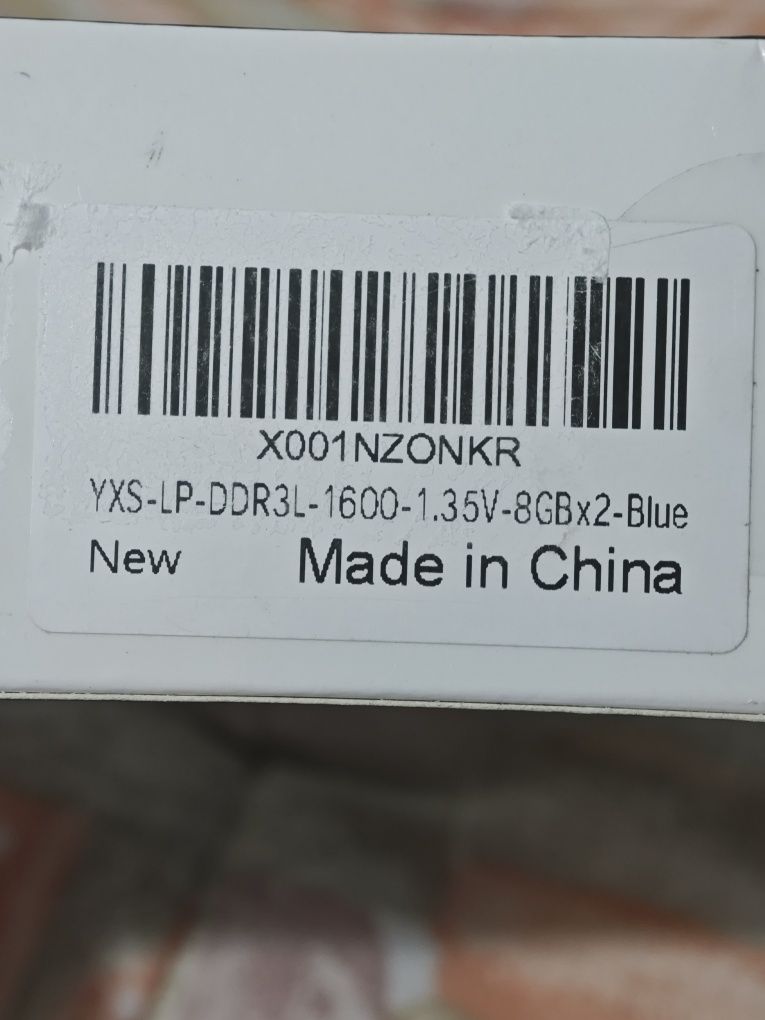 X001NZONKR
YXS-LP-DDR3L-1600-1.35V-8GBx2-Blue
New Made in China